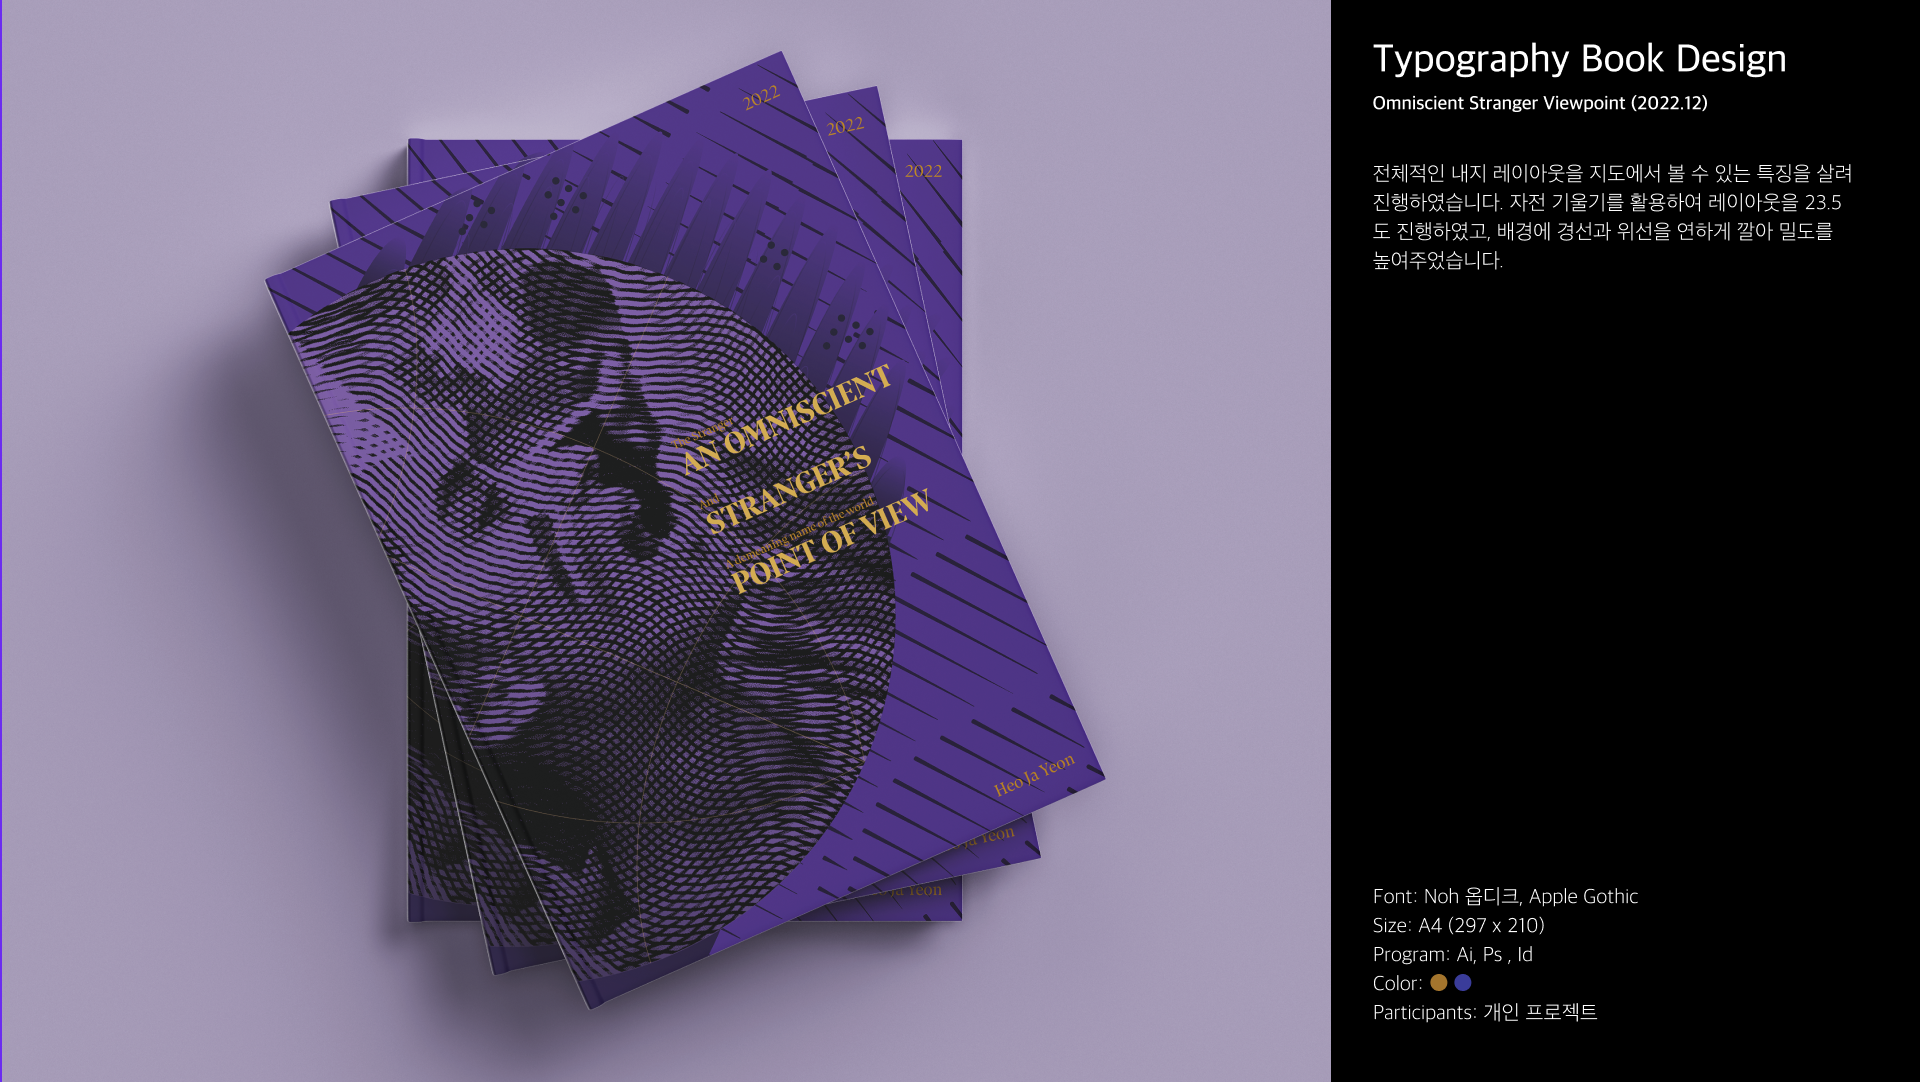 2022
2022
2022
The Stranger
AN OMNISCIENT
And
STRANGER'S
A demeaning name of the world,
POINT OF VIEW
Heo Ja Yeon
Ja Yeon
Ja Yeon
Typography Book Design
Omniscient Stranger Viewpoint (2022.12)
전체적인 내지 레이아웃을 지도에서 볼 수 있는 특징을 살려
진행하였습니다. 자전 기울기를 활용하여 레이아웃을 23.5
도 진행하였고, 배경에 경선과 위선을 연하게 깔아 밀도를
높여주었습니다.
Font: Noh 옵디크, Apple Gothic
Size: A4 (297 x 210)
Program: Ai, Ps , Id
Color:
Participants: 개인 프로젝트